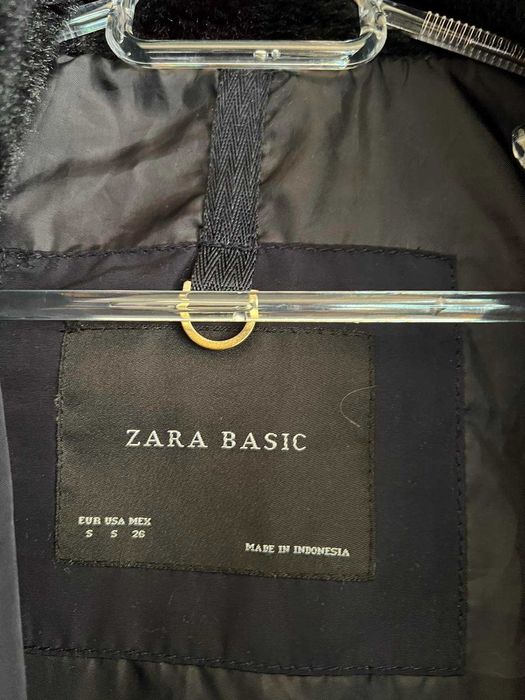 ZARA BASIC
EUR USA MEX
S S 26
MADE IN INDONESIA